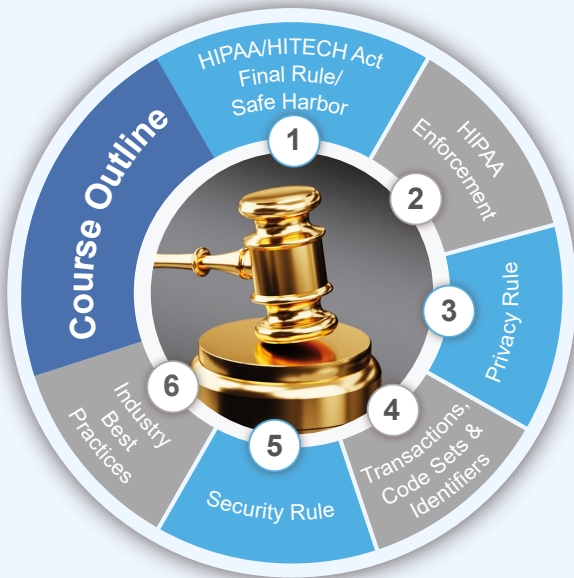 Course Outline
HIPAA/HITECH Act
Final Rule/
Safe Harbor
1
HIPAA
Enforcement
2
Privacy Rule
3
Transactions,
Code Sets &
Identifiers
4
Security Rule
5
Industry
Best
Practices
6